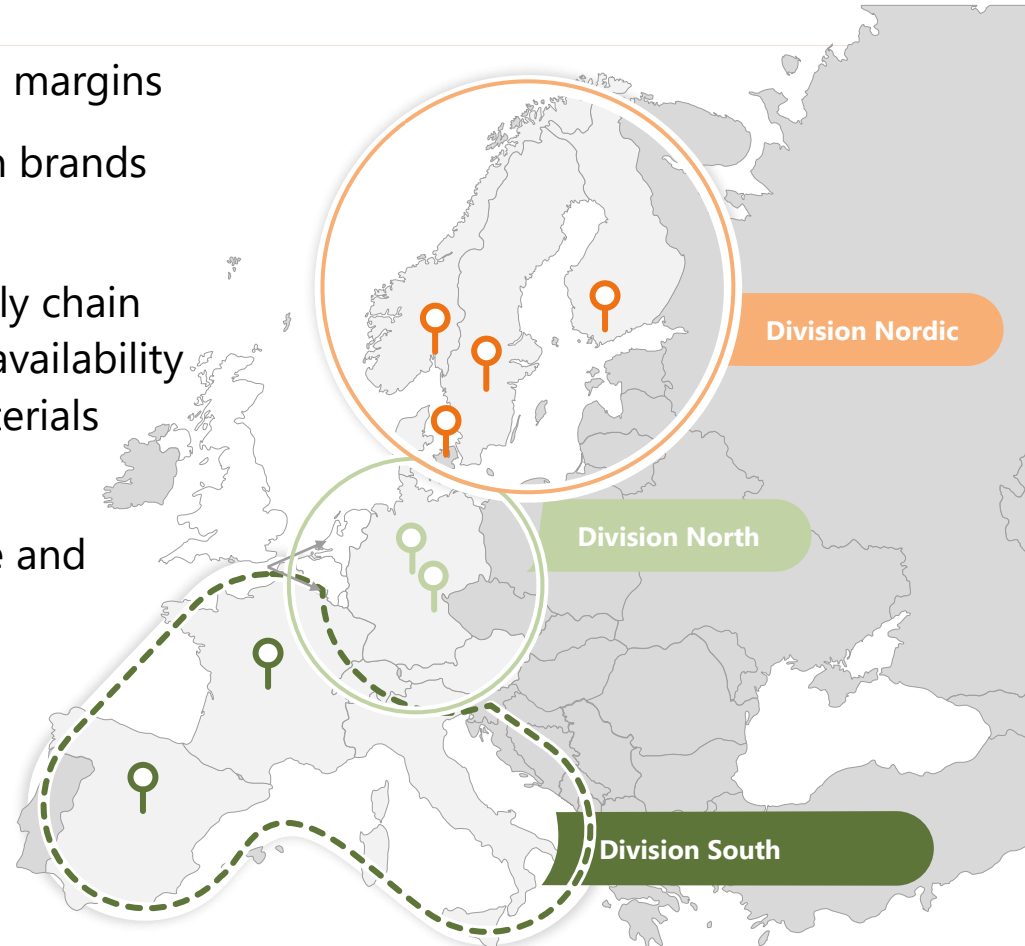 margins
brands
ly chain
availability
terials
e and
Division Nordic
Division North
Division South